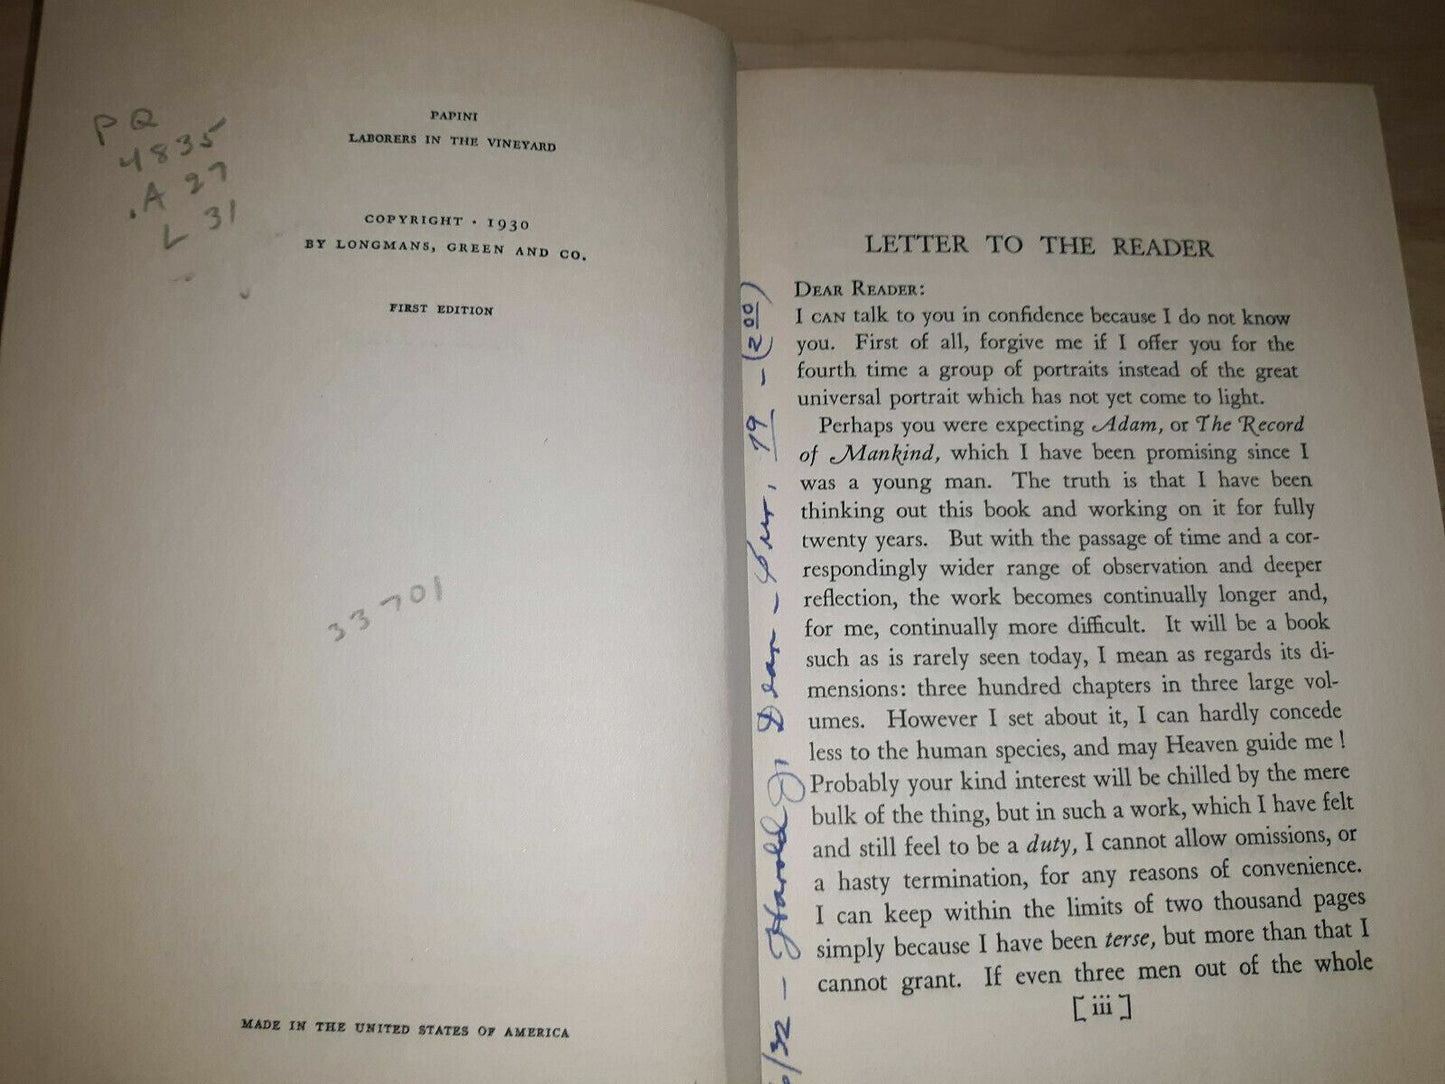 PQ
4835
.A 27
L 31
PAPINI
LABORERS IN THE VINEYARD
COPYRIGHT · 1930
BY LONGMANS, GREEN AND CO.
FIRST EDITION
33701
MADE IN THE UNITED STATES OF AMERICA
/32 - Harold J. Dean - Pur. 79 - (200)
LETTER TO THE READER
DEAR READER:
I CAN talk to you in confidence because I do not know
you. First of all, forgive me if I offer you for the
fourth time a group of portraits instead of the great
universal portrait which has not yet come to light.
Perhaps you were expecting Adam, or The Record
of Mankind, which I have been promising since I
was a young man. The truth is that I have been
thinking out this book and working on it for fully
twenty years. But with the passage of time and a cor-
respondingly wider range of observation and deeper
reflection, the work becomes continually longer and,
for me, continually more difficult. It will be a book
such as is rarely seen today, I mean as regards its di-
mensions: three hundred chapters in three large vol-
umes. However I set about it, I can hardly concede
less to the human species, and may Heaven guide me!
Probably your kind interest will be chilled by the mere
bulk of the thing, but in such a work, which I have felt
and still feel to be a duty, I cannot allow omissions, or
a hasty termination, for any reasons of convenience.
I can keep within the limits of two thousand pages
simply because I have been terse, but more than that I
cannot grant. If even three men out of the whole
[ iii ]